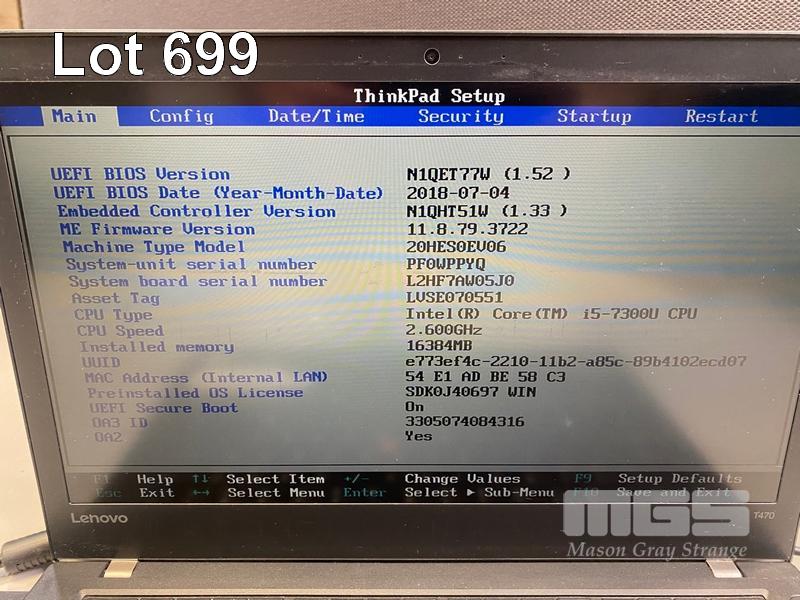 Lot 699
ThinkPad Setup
Main Config Date/Time Security Startup Restart
UEFI BIOS Version N1QET77W (1.52 )
UEFI BIOS Date (Year-Month-Date) 2018-07-04
Embedded Controller Version N1QHT51W (1.33 )
ME Firmware Version 11.8.79.3722
Machine Type Model 20HES0EV06
System-unit serial number PF0WPPYQ
System board serial number L2HF7AW05J0
Asset Tag LVSE070551
CPU Type Intel(R) Core(TM) i5-7300U CPU
CPU Speed 2.600GHz
Installed memory 16384MB
UUID e773ef4c-2210-11b2-a85c-89b4102ecd07
MAC Address (Internal LAN) 54 E1 AD BE 58 C3
Preinstalled OS License SDK0J40697 WIN
UEFI Secure Boot On
OA3 ID 3305074084316
OA2 Yes
F1 Help ↑↓ Select Item +/- Change Values F9 Setup Defaults
Esc Exit ←→ Select Menu Enter Select ▶ Sub-Menu F10 Save and Exit
Lenovo
T470
MGS
Mason Gray Strange